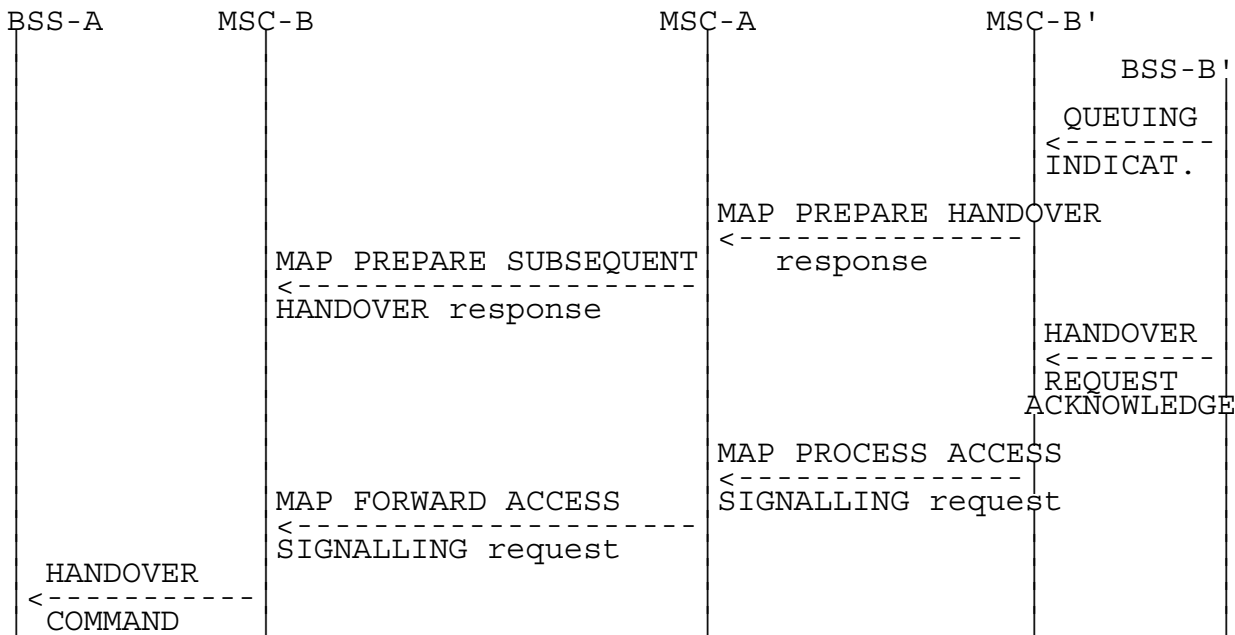 BSS-A MSC-B MSC-A MSC-B'
BSS-B'
QUEUING
INDICAT.
MAP PREPARE HANDOVER
response
MAP PREPARE SUBSEQUENT
HANDOVER response
HANDOVER
REQUEST
ACKNOWLEDGE
MAP PROCESS ACCESS
SIGNALLING request
MAP FORWARD ACCESS
SIGNALLING request
HANDOVER
COMMAND